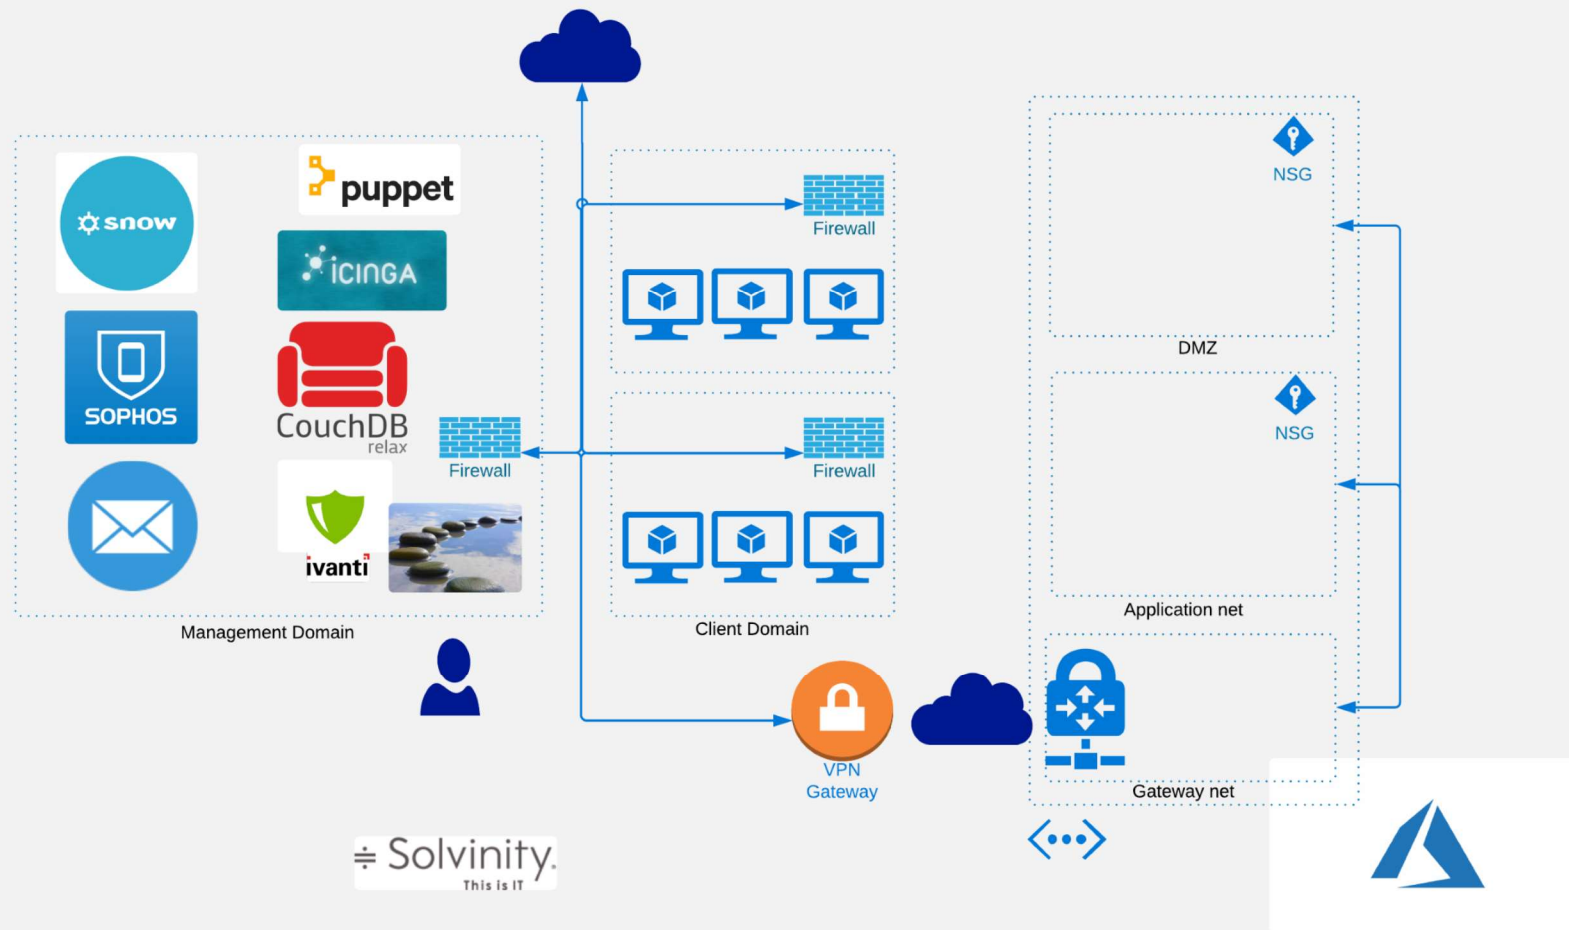 snow
puppet
ICINGA
SOPHOS
CouchDB
relax
ivanti
Firewall
Management Domain
Firewall
Firewall
Client Domain
VPN
Gateway
NSG
DMZ
NSG
Application net
Gateway net
Solvinity.
This is IT